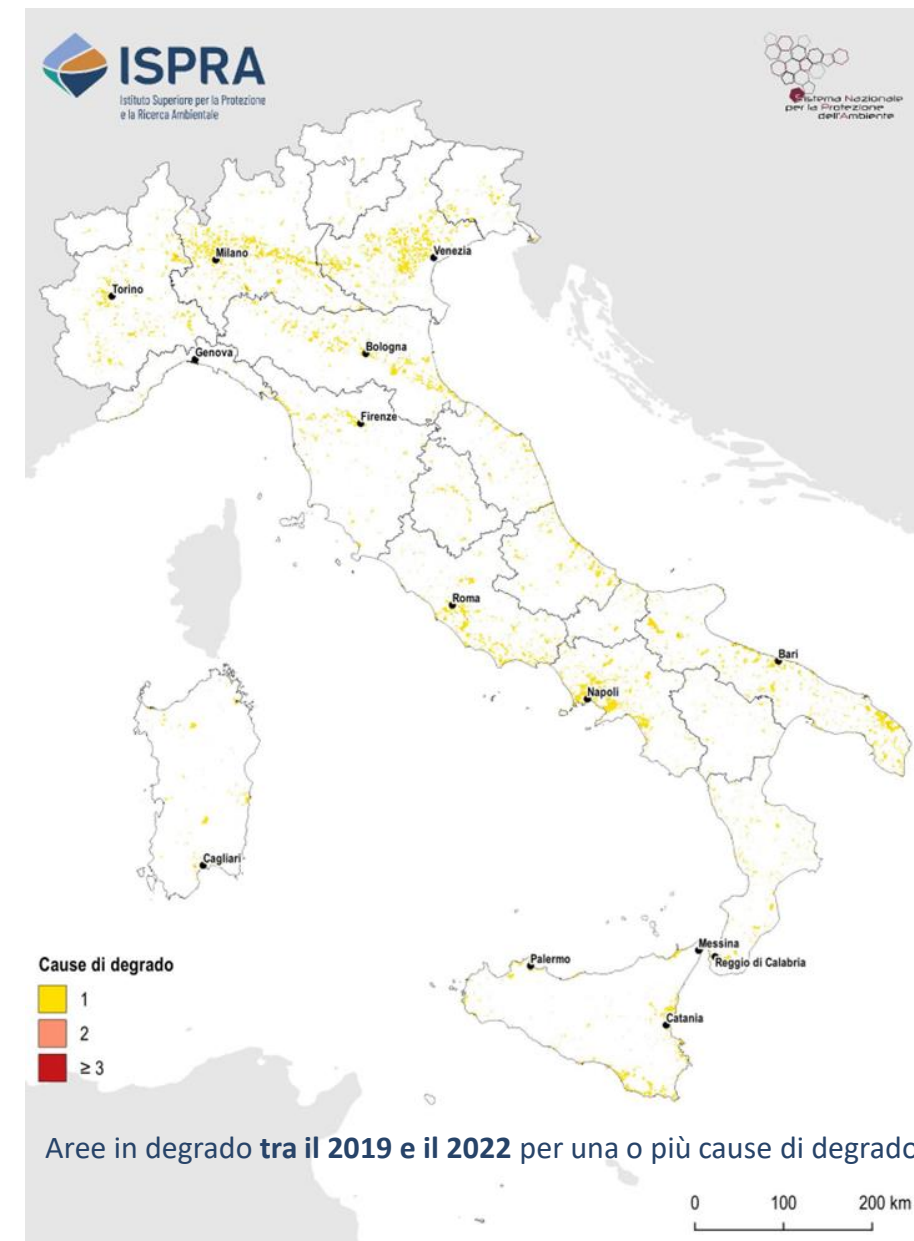 ISPRA
Istituto Superiore per la Protezione
e la Ricerca Ambientale
Sistema Nazionale
per la Protezione
dell'Ambiente
Milano
Venezia
Torino
Genova
Bologna
Firenze
Roma
Bari
Napoli
Cagliari
Messina
Palermo
Reggio di Calabria
Catania
Cause di degrado
1
2
≥ 3
Aree in degrado tra il 2019 e il 2022 per una o più cause di degrado
0 100 200 km